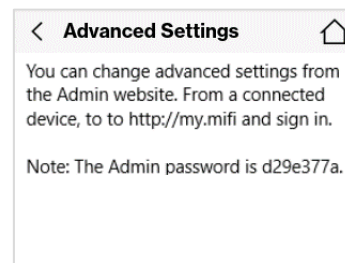 Advanced Settings
You can change advanced settings from
the Admin website. From a connected
device, to to http://my.mifi and sign in.
Note: The Admin password is d29e377a.